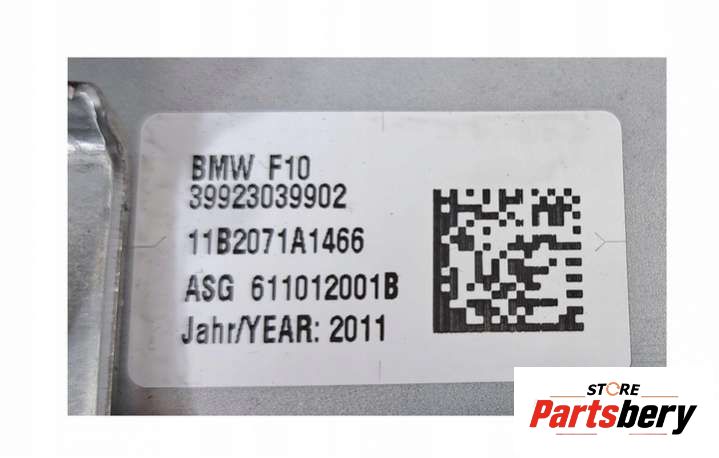 BMW F10
39923039902
11B2071A1466
ASG 611012001B
Jahr/YEAR: 2011
STORE
Partsbery